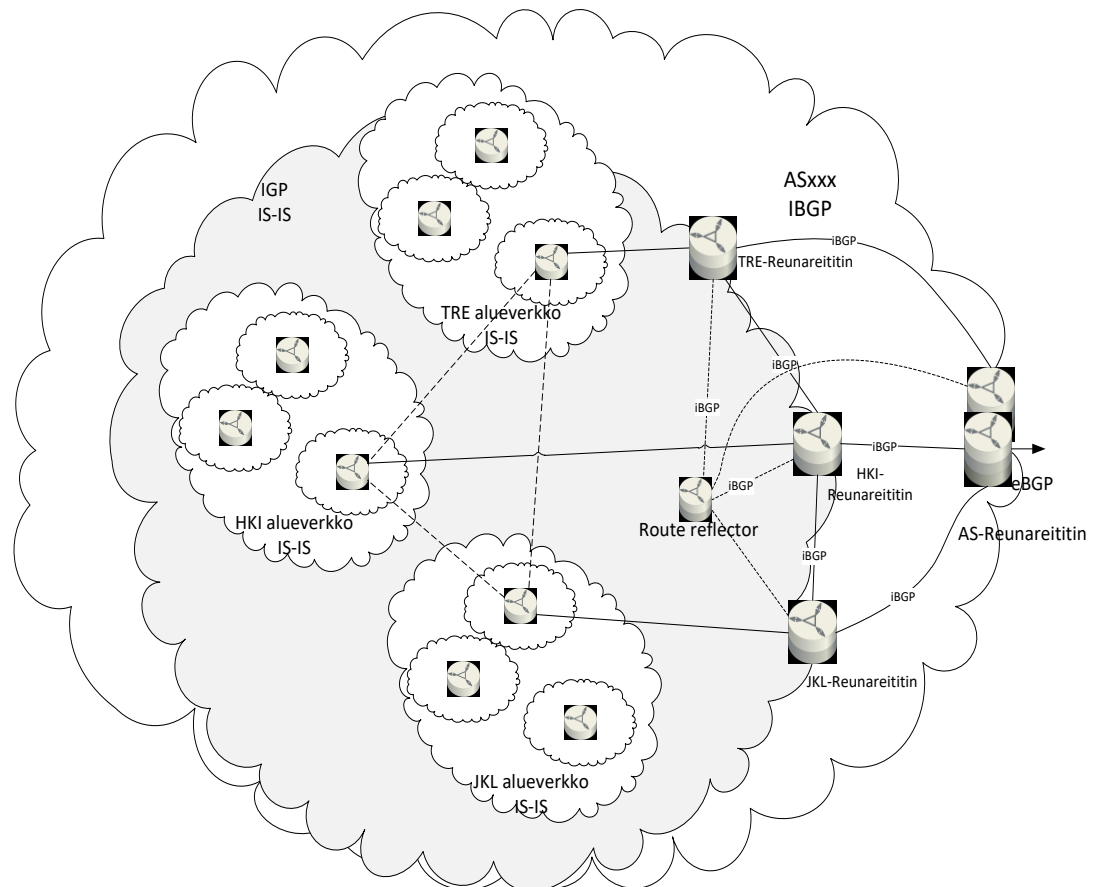 ASxxx
IBGP
IGP
IS-IS
iBGP
TRE-Reunareititin
TRE alueverkko
IS-IS
iBGP
iBGP
iBGP
HKI-
Reunareititin
iBGP
eBGP
HKI alueverkko
IS-IS
Route reflector
AS-Reunareititin
iBGP
iBGP
JKL-Reunareititin
JKL alueverkko
IS-IS